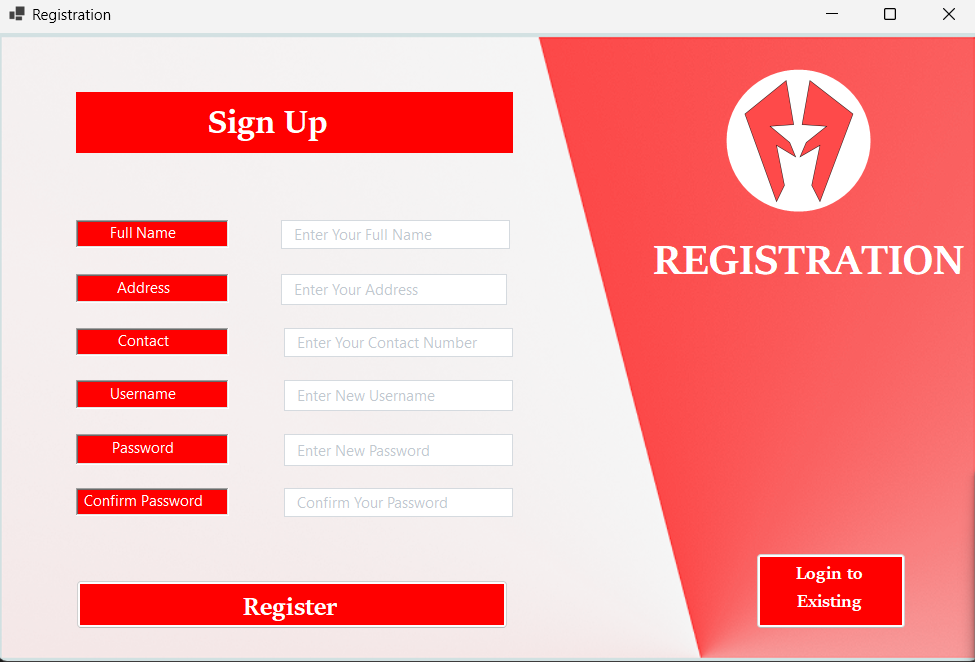 Registration
Sign Up
REGISTRATION
Full Name
Enter Your Full Name
Address
Enter Your Address
Contact
Enter Your Contact Number
Username
Enter New Username
Password
Enter New Password
Confirm Password
Confirm Your Password
Register
Login to
Existing